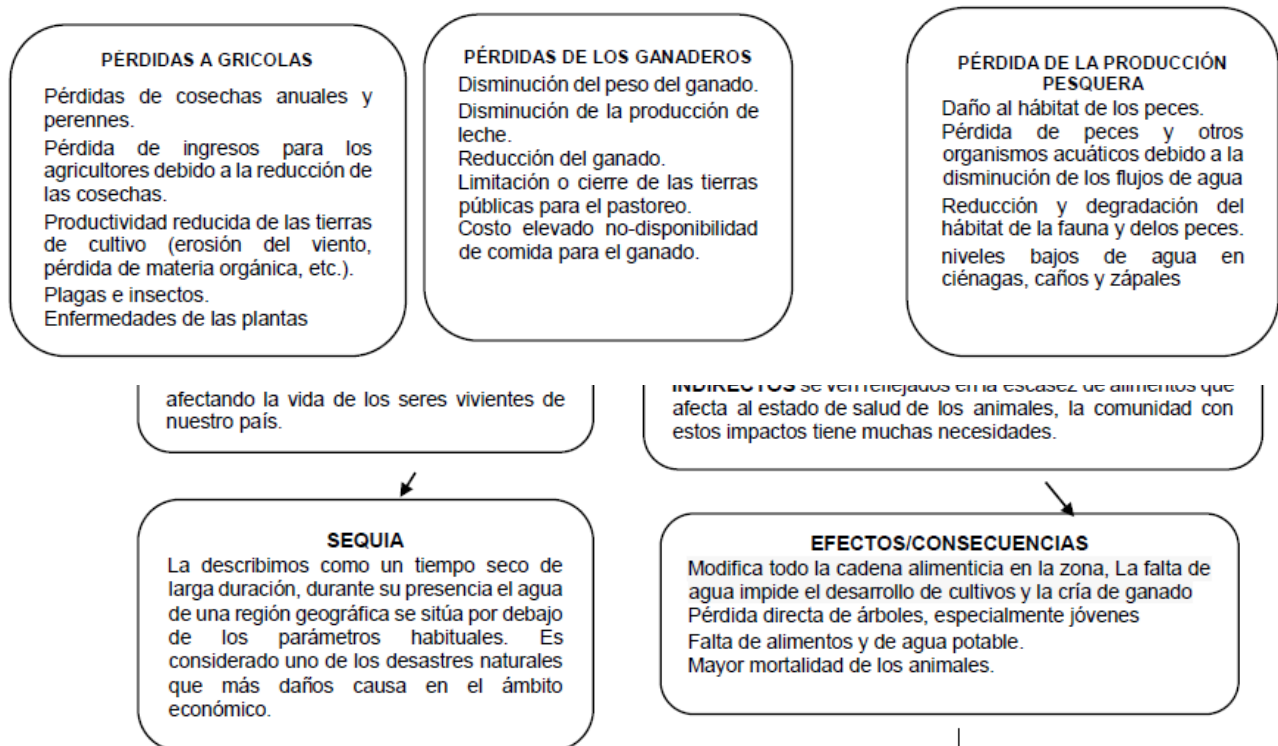 PÉRDIDAS A GRICOLAS
Pérdidas de cosechas anuales y
perennes.
Pérdida de ingresos para los
agricultores debido a la reducción de
las cosechas.
Productividad reducida de las tierras
de cultivo (erosión del viento,
pérdida de materia orgánica, etc.).
Plagas e insectos.
Enfermedades de las plantas
PÉRDIDAS DE LOS GANADEROS
Disminución del peso del ganado.
Disminución de la producción de
leche.
Reducción del ganado.
Limitación o cierre de las tierras
públicas para el pastoreo.
Costo elevado no-disponibilidad
de comida para el ganado.
PÉRDIDA DE LA PRODUCCIÓN
PESQUERA
Daño al hábitat de los peces.
Pérdida de peces y otros
organismos acuáticos debido a la
disminución de los flujos de agua
Reducción y degradación del
hábitat de la fauna y delos peces.
niveles bajos de agua en
ciénagas, caños y zápales
afectando la vida de los seres vivientes de
nuestro país.
INDIRECTOS se ven reflejados en la escasez de alimentos que
afecta al estado de salud de los animales, la comunidad con
estos impactos tiene muchas necesidades.
SEQUIA
La describimos como un tiempo seco de
larga duración, durante su presencia el agua
de una región geográfica se sitúa por debajo
de los parámetros habituales. Es
considerado uno de los desastres naturales
que más daños causa en el ámbito
económico.
EFECTOS/CONSECUENCIAS
Modifica todo la cadena alimenticia en la zona, La falta de
agua impide el desarrollo de cultivos y la cría de ganado
Pérdida directa de árboles, especialmente jóvenes
Falta de alimentos y de agua potable.
Mayor mortalidad de los animales.